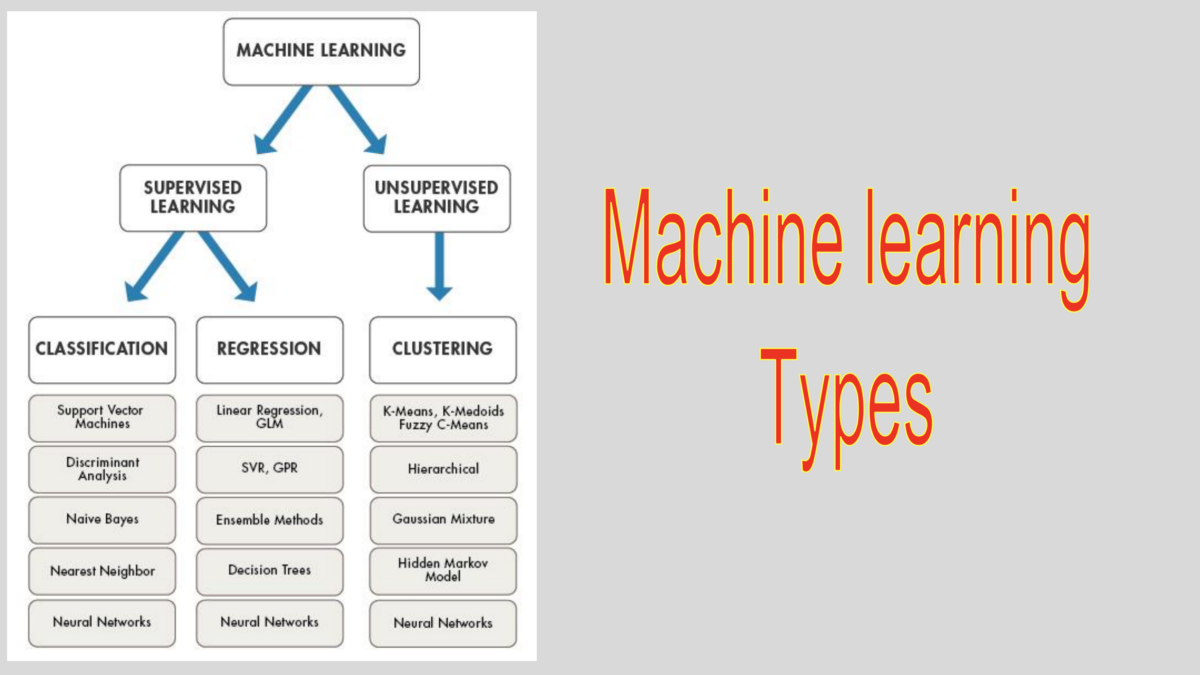 MACHINE LEARNING
SUPERVISED
LEARNING
UNSUPERVISED
LEARNING
CLASSIFICATION
REGRESSION
CLUSTERING
Support Vector
Machines
Linear Regression,
GLM
K-Means, K-Medoids
Fuzzy C-Means
Discriminant
Analysis
SVR, GPR
Hierarchical
Naive Bayes
Ensemble Methods
Gaussian Mixture
Nearest Neighbor
Decision Trees
Hidden Markov
Model
Neural Networks
Neural Networks
Neural Networks
Machine learning
Types